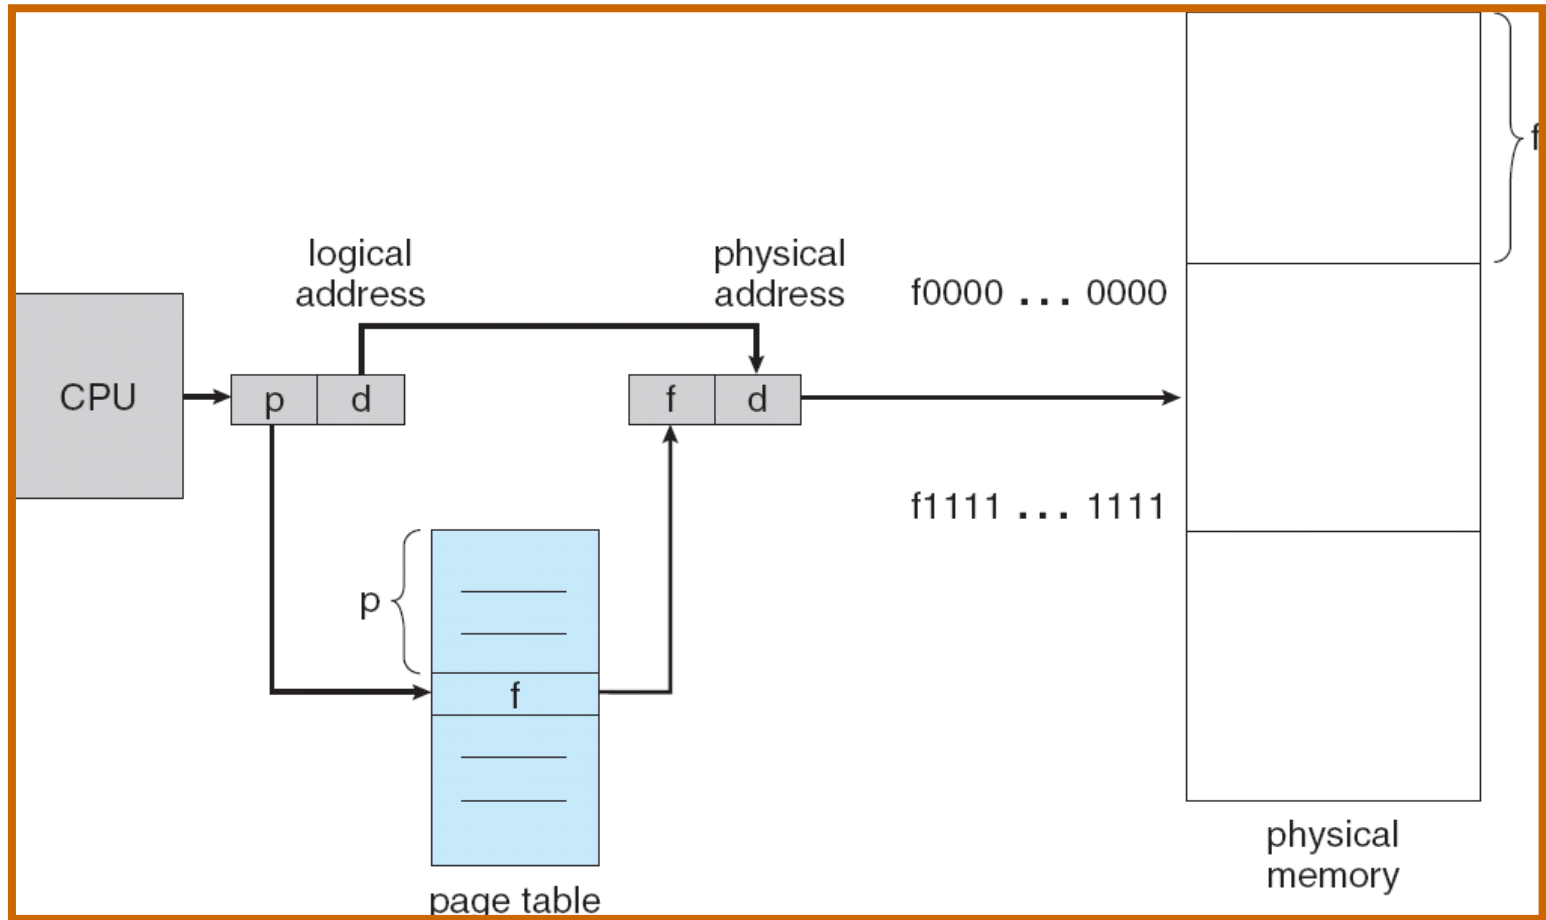 f
logical
address
physical
address
f0000 ... 0000
CPU
p d
f d
f1111 ... 1111
p
f
physical
memory
page table